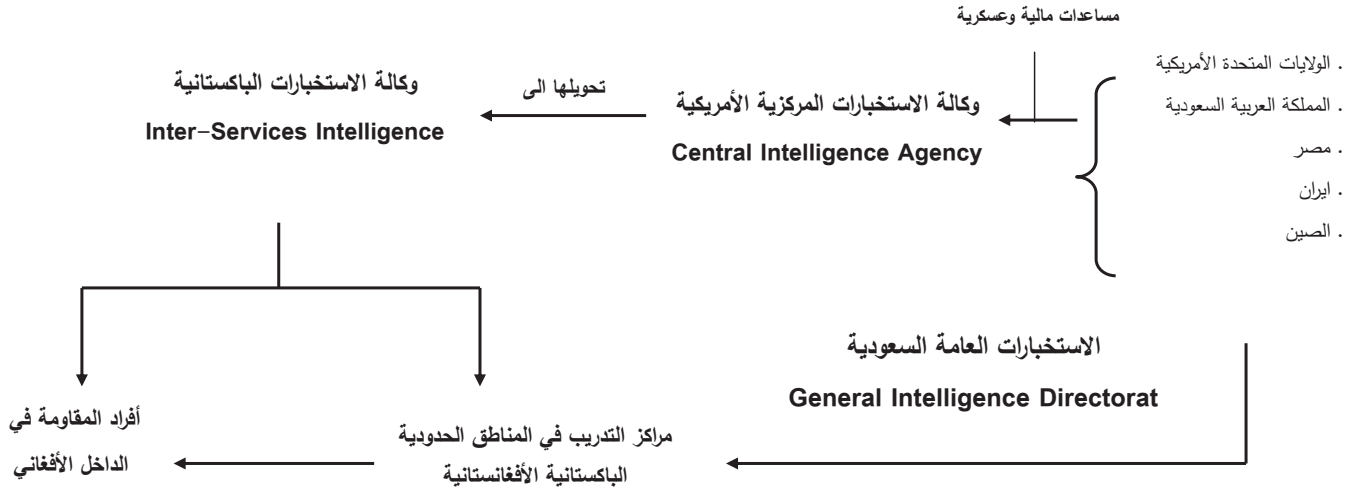 مساعدات مالية وعسكرية
. الولايات المتحدة الأمريكية
. المملكة العربية السعودية
. مصر
. ايران
. الصين
وكالة الاستخبارات المركزية الأمريكية
Central Intelligence Agency
تحويلها الى
وكالة الاستخبارات الباكستانية
Inter-Services Intelligence
الاستخبارات العامة السعودية
General Intelligence Directorat
مراكز التدريب في المناطق الحدودية
الباكستانية الأفغانستانية
أفراد المقاومة في
الداخل الأفغاني